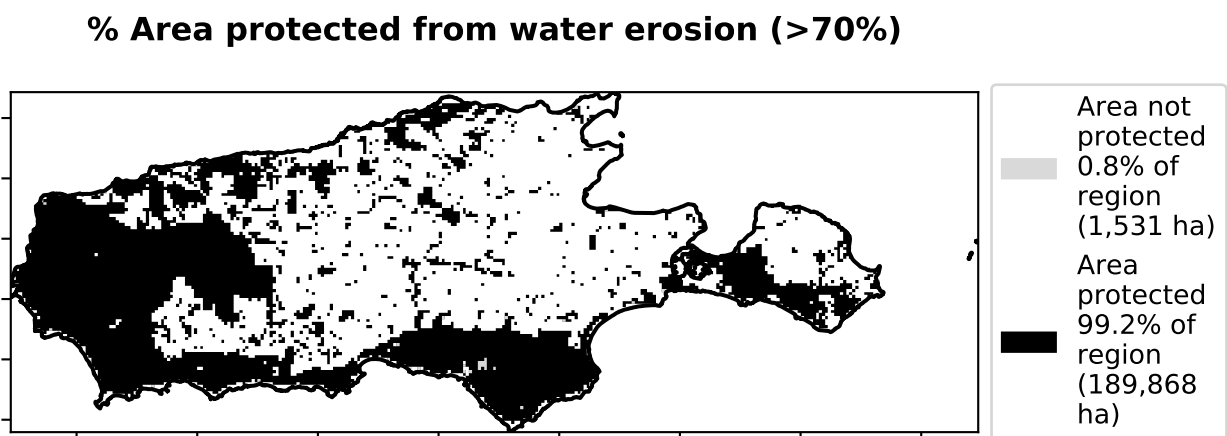 % Area protected from water erosion (>70%)
Area not
protected
0.8% of
region
(1,531 ha)
Area
protected
99.2% of
region
(189,868
ha)